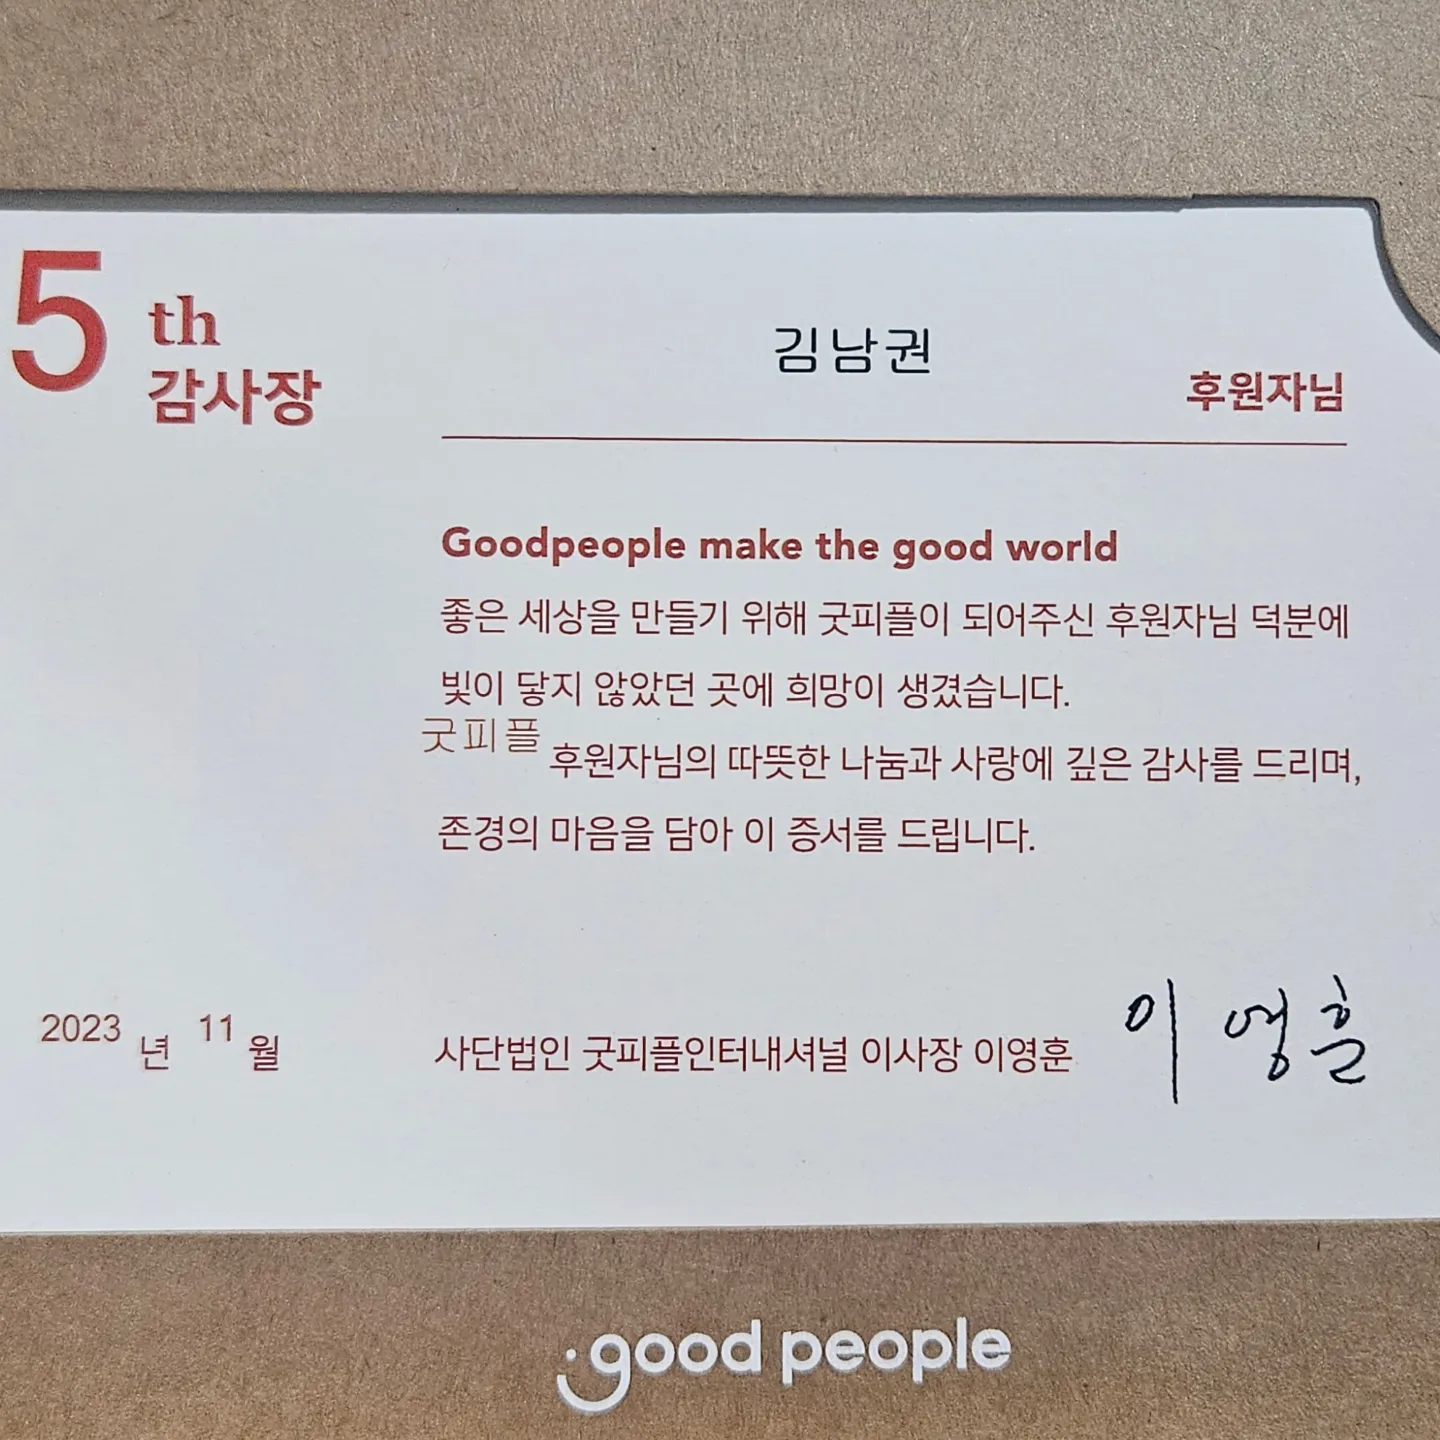 5th
감사장
김남권 후원자님
Goodpeople make the good world
좋은 세상을 만들기 위해 굿피플이 되어주신 후원자님 덕분에
빛이 닿지 않았던 곳에 희망이 생겼습니다.
굿피플 후원자님의 따뜻한 나눔과 사랑에 깊은 감사를 드리며,
존경의 마음을 담아 이 증서를 드립니다.
2023 년 11 월
사단법인 굿피플인터내셔널 이사장 이영훈 이영훈
good people